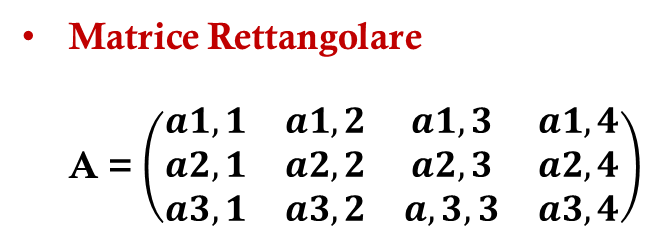 • Matrice Rettangolare
a1,1 a1,2 a1,3 a1,4
A = a2,1 a2,2 a2,3 a2,4
a3,1 a3,2 a,3,3 a3,4